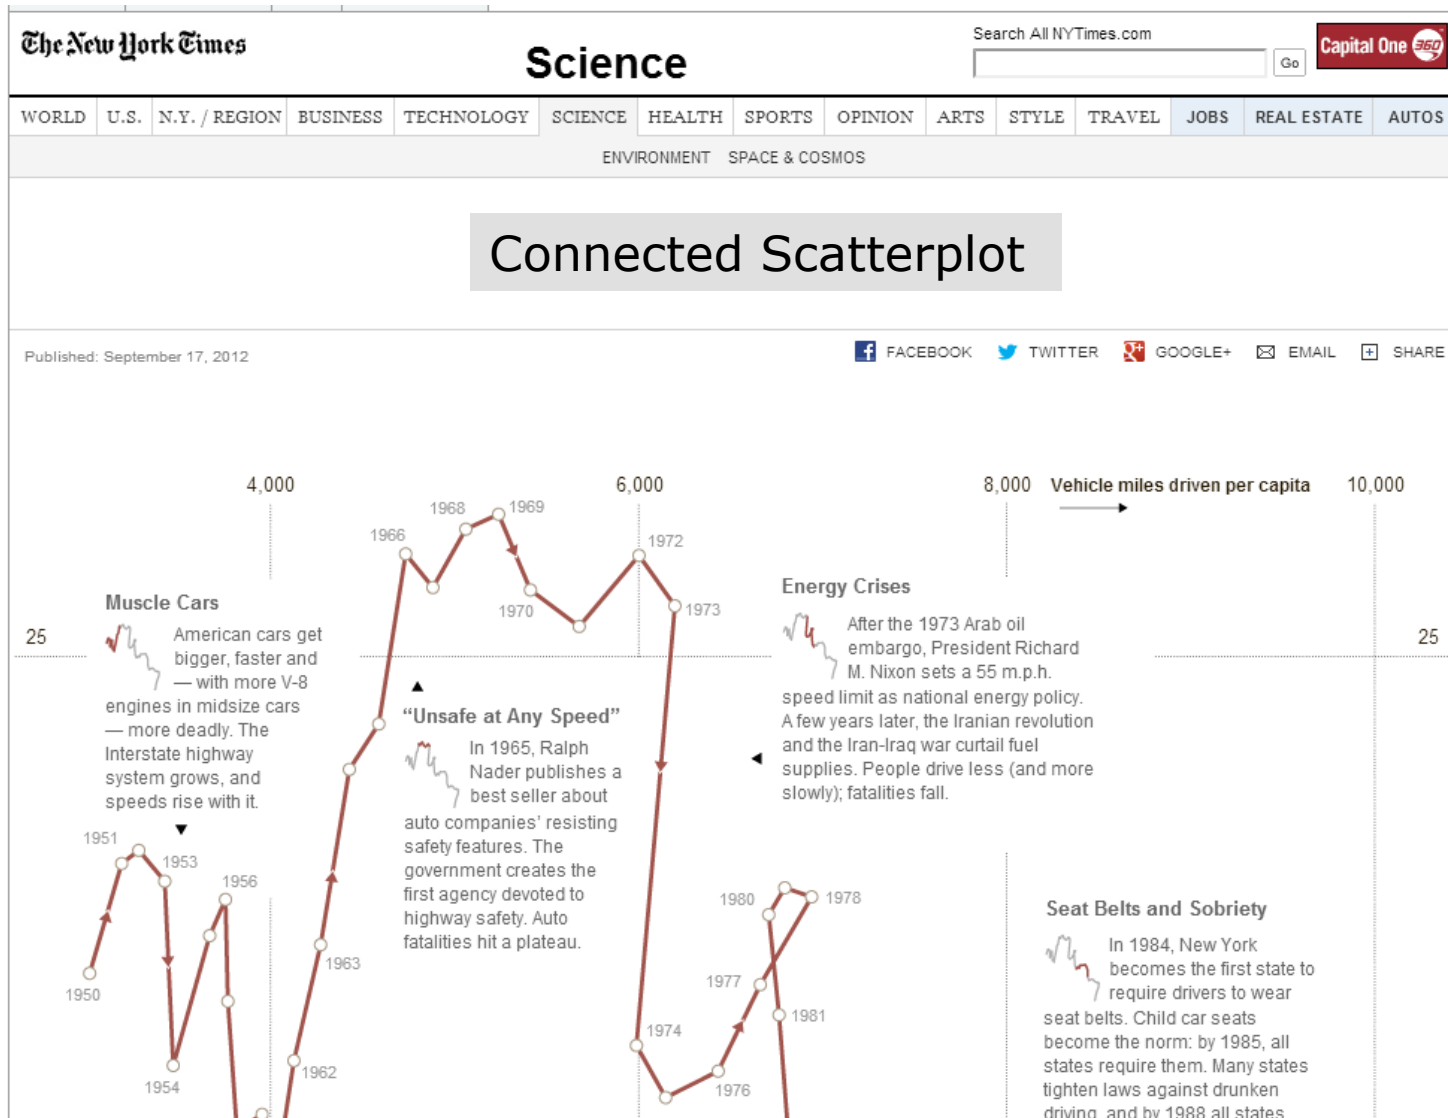 The New York Times
Science
Search All NYTimes.com
Go
Capital One 360
WORLD U.S. N.Y. / REGION BUSINESS TECHNOLOGY SCIENCE HEALTH SPORTS OPINION ARTS STYLE TRAVEL JOBS REAL ESTATE AUTOS
ENVIRONMENT SPACE & COSMOS
Connected Scatterplot
Published: September 17, 2012
FACEBOOK TWITTER GOOGLE+ EMAIL SHARE
4,000
6,000
8,000
Vehicle miles driven per capita
10,000
25
25
Muscle Cars
American cars get
bigger, faster and
— with more V-8
engines in midsize cars
— more deadly. The
Interstate highway
system grows, and
speeds rise with it.
"Unsafe at Any Speed"
In 1965, Ralph
Nader publishes a
best seller about
auto companies' resisting
safety features. The
government creates the
first agency devoted to
highway safety. Auto
fatalities hit a plateau.
Energy Crises
After the 1973 Arab oil
embargo, President Richard
M. Nixon sets a 55 m.p.h.
speed limit as national energy policy.
A few years later, the Iranian revolution
and the Iran-Iraq war curtail fuel
supplies. People drive less (and more
slowly); fatalities fall.
Seat Belts and Sobriety
In 1984, New York
becomes the first state to
require drivers to wear
seat belts. Child car seats
become the norm: by 1985, all
states require them. Many states
tighten laws against drunken
driving, and by 1988 all states
1950
1951
1953
1954
1956
1962
1963
1966
1968
1969
1970
1972
1973
1974
1976
1977
1978
1980
1981